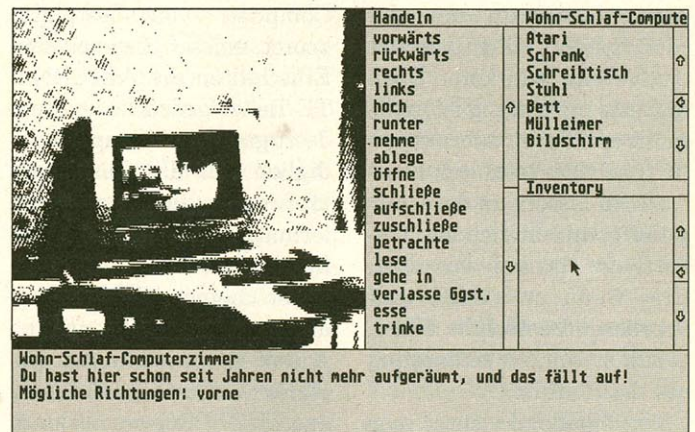 Handeln
vorwärts
rückwärts
rechts
links
hoch
runter
nehme
ablege
öffne
schließe
aufschließe
zuschließe
betrachte
lese
gehe in
verlasse Ggst.
esse
trinke
Wohn-Schlaf-Compute
Atari
Schrank
Schreibtisch
Stuhl
Bett
Mülleimer
Bildschirm
Inventory
Wohn-Schlaf-Computerzimmer
Du hast hier schon seit Jahren nicht mehr aufgeräumt, und das fällt auf!
Mögliche Richtungen: vorne